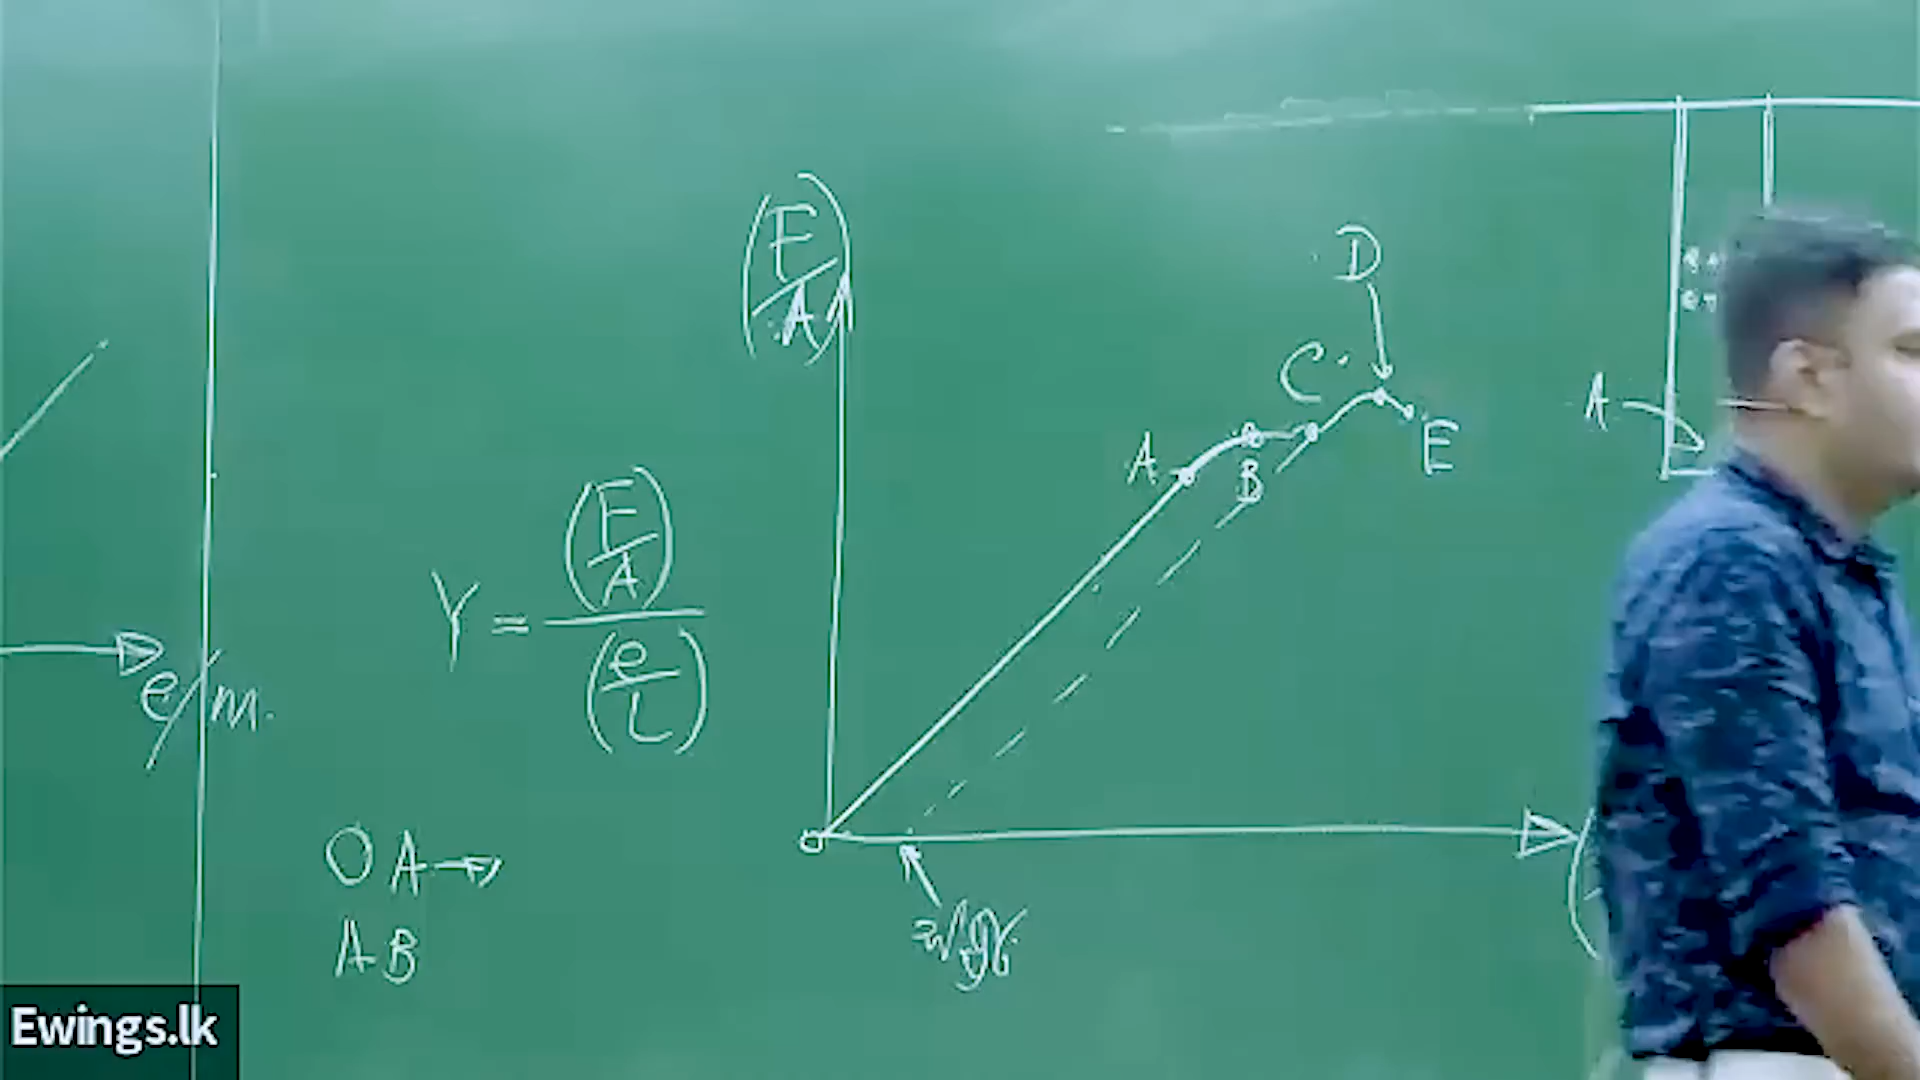 (F/A)
D
C
A
B
E
A
Y = (F/A) / (e/L)
e/m.
O
OA →
AB
Ewings.lk